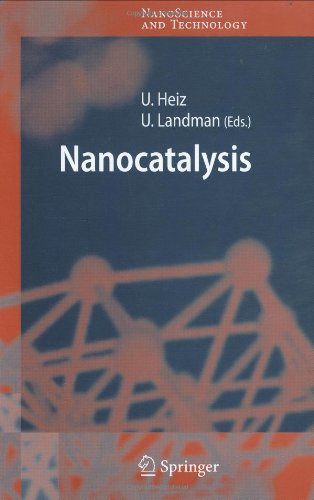 NanoScience
and Technology
U. Heiz
U. Landman (Eds.)
Nanocatalysis
Springer